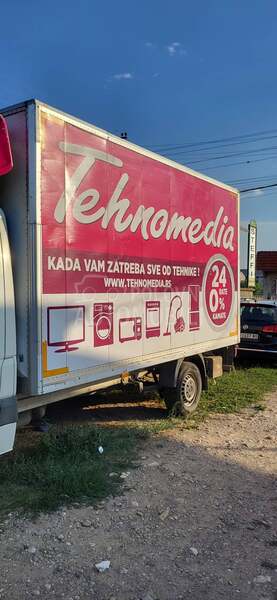 Tehnomedia
KADA VAM ZATREBA SVE OD TEHNIKE !
WWW.TEHNOMEDIA.RS
24
RATE
0%
KAMATE